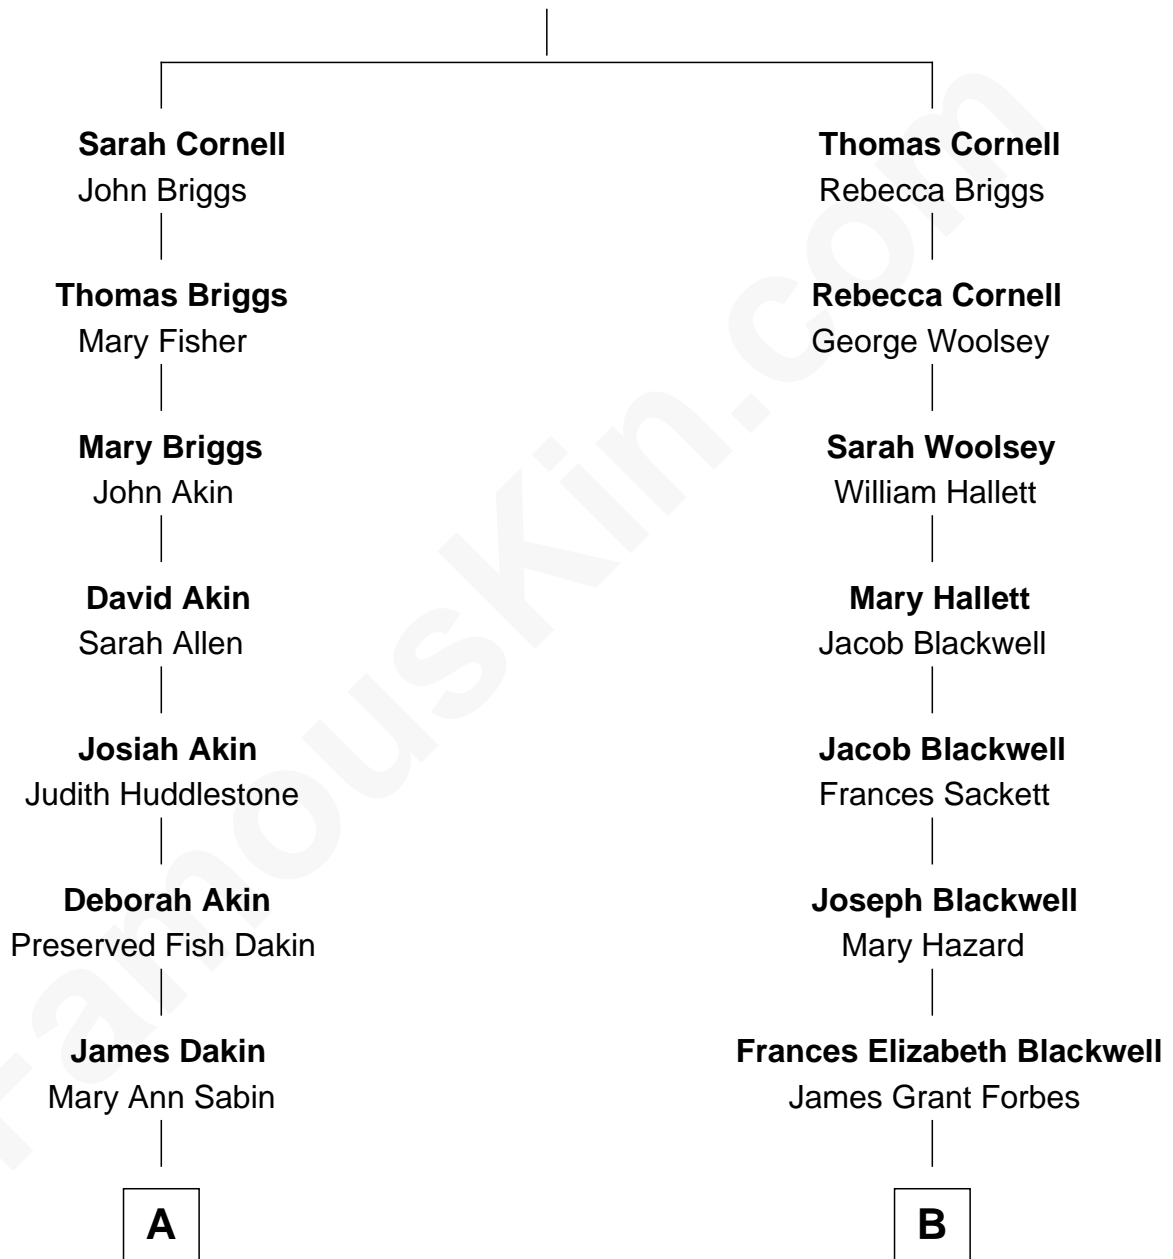 Sarah Cornell
John Briggs
Thomas Briggs
Mary Fisher
Mary Briggs
John Akin
David Akin
Sarah Allen
Josiah Akin
Judith Huddlestone
Deborah Akin
Preserved Fish Dakin
James Dakin
Mary Ann Sabin
A
Thomas Cornell
Rebecca Briggs
Rebecca Cornell
George Woolsey
Sarah Woolsey
William Hallett
Mary Hallett
Jacob Blackwell
Jacob Blackwell
Frances Sackett
Joseph Blackwell
Mary Hazard
Frances Elizabeth Blackwell
James Grant Forbes
B
FamousKin.com